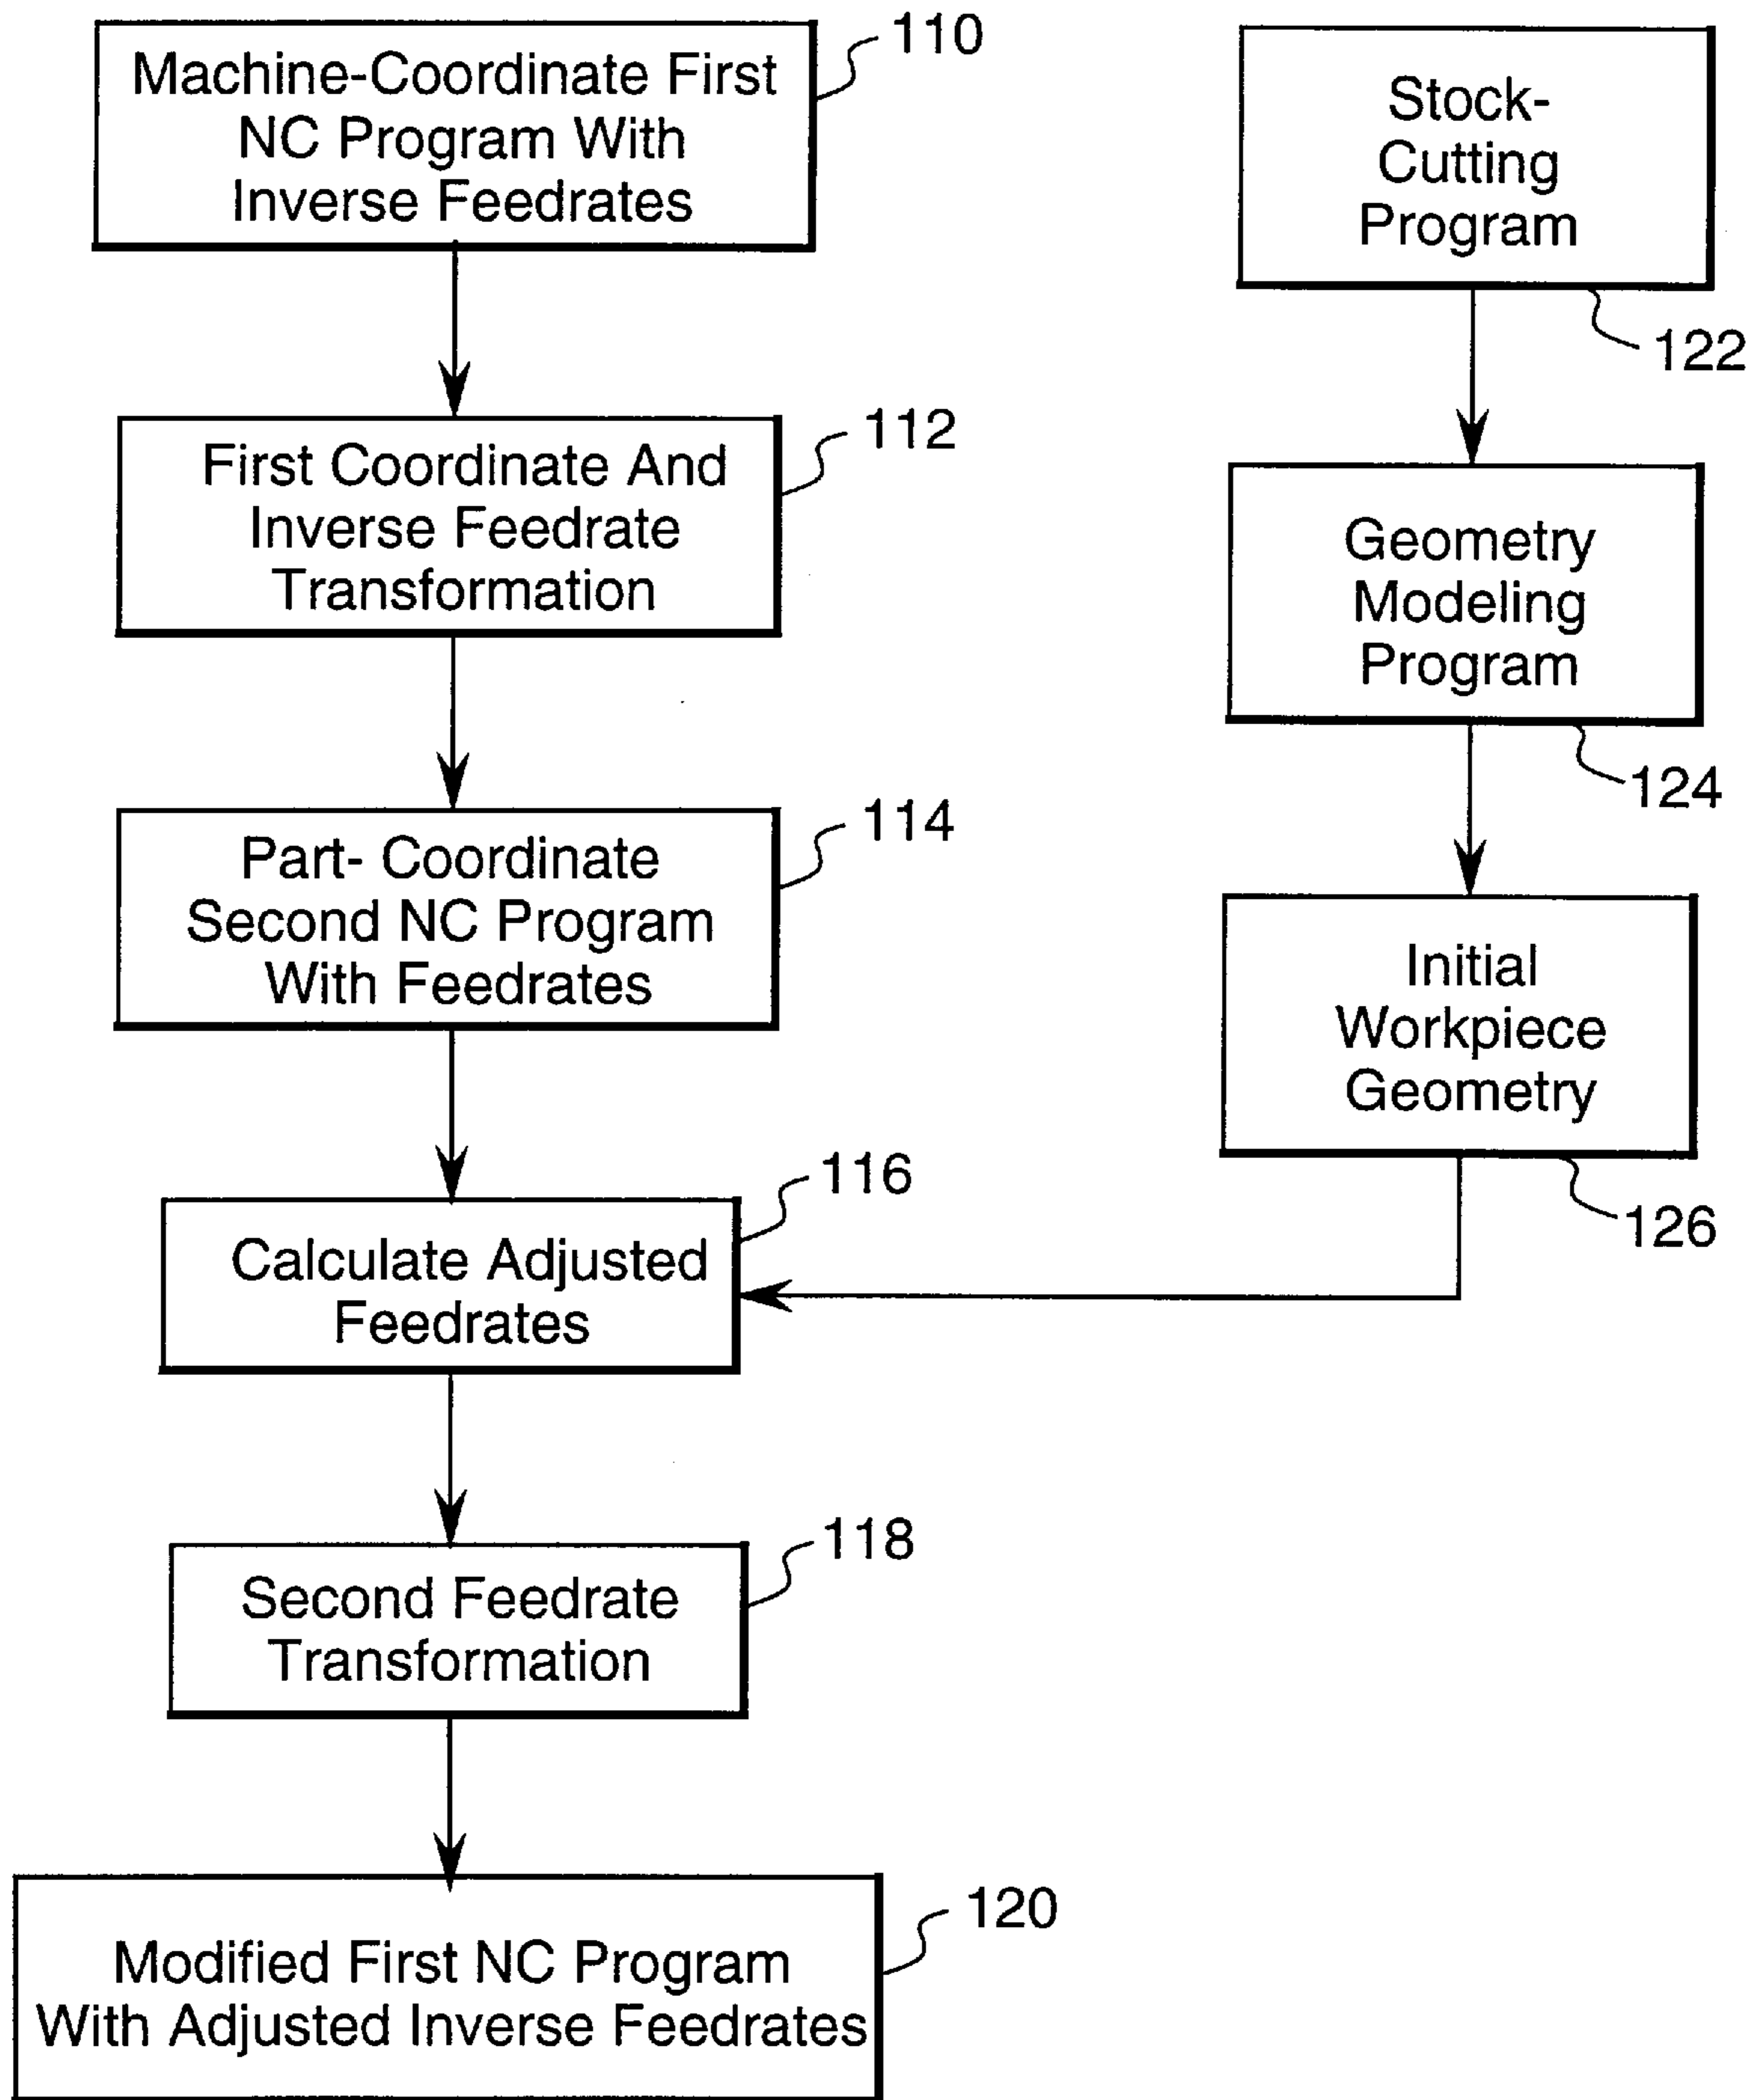 Machine-Coordinate First
NC Program With
Inverse Feedrates
110
First Coordinate And
Inverse Feedrate
Transformation
112
Part- Coordinate
Second NC Program
With Feedrates
114
Calculate Adjusted
Feedrates
116
Second Feedrate
Transformation
118
Modified First NC Program
With Adjusted Inverse Feedrates
120
Stock-
Cutting
Program
122
Geometry
Modeling
Program
124
Initial
Workpiece
Geometry
126